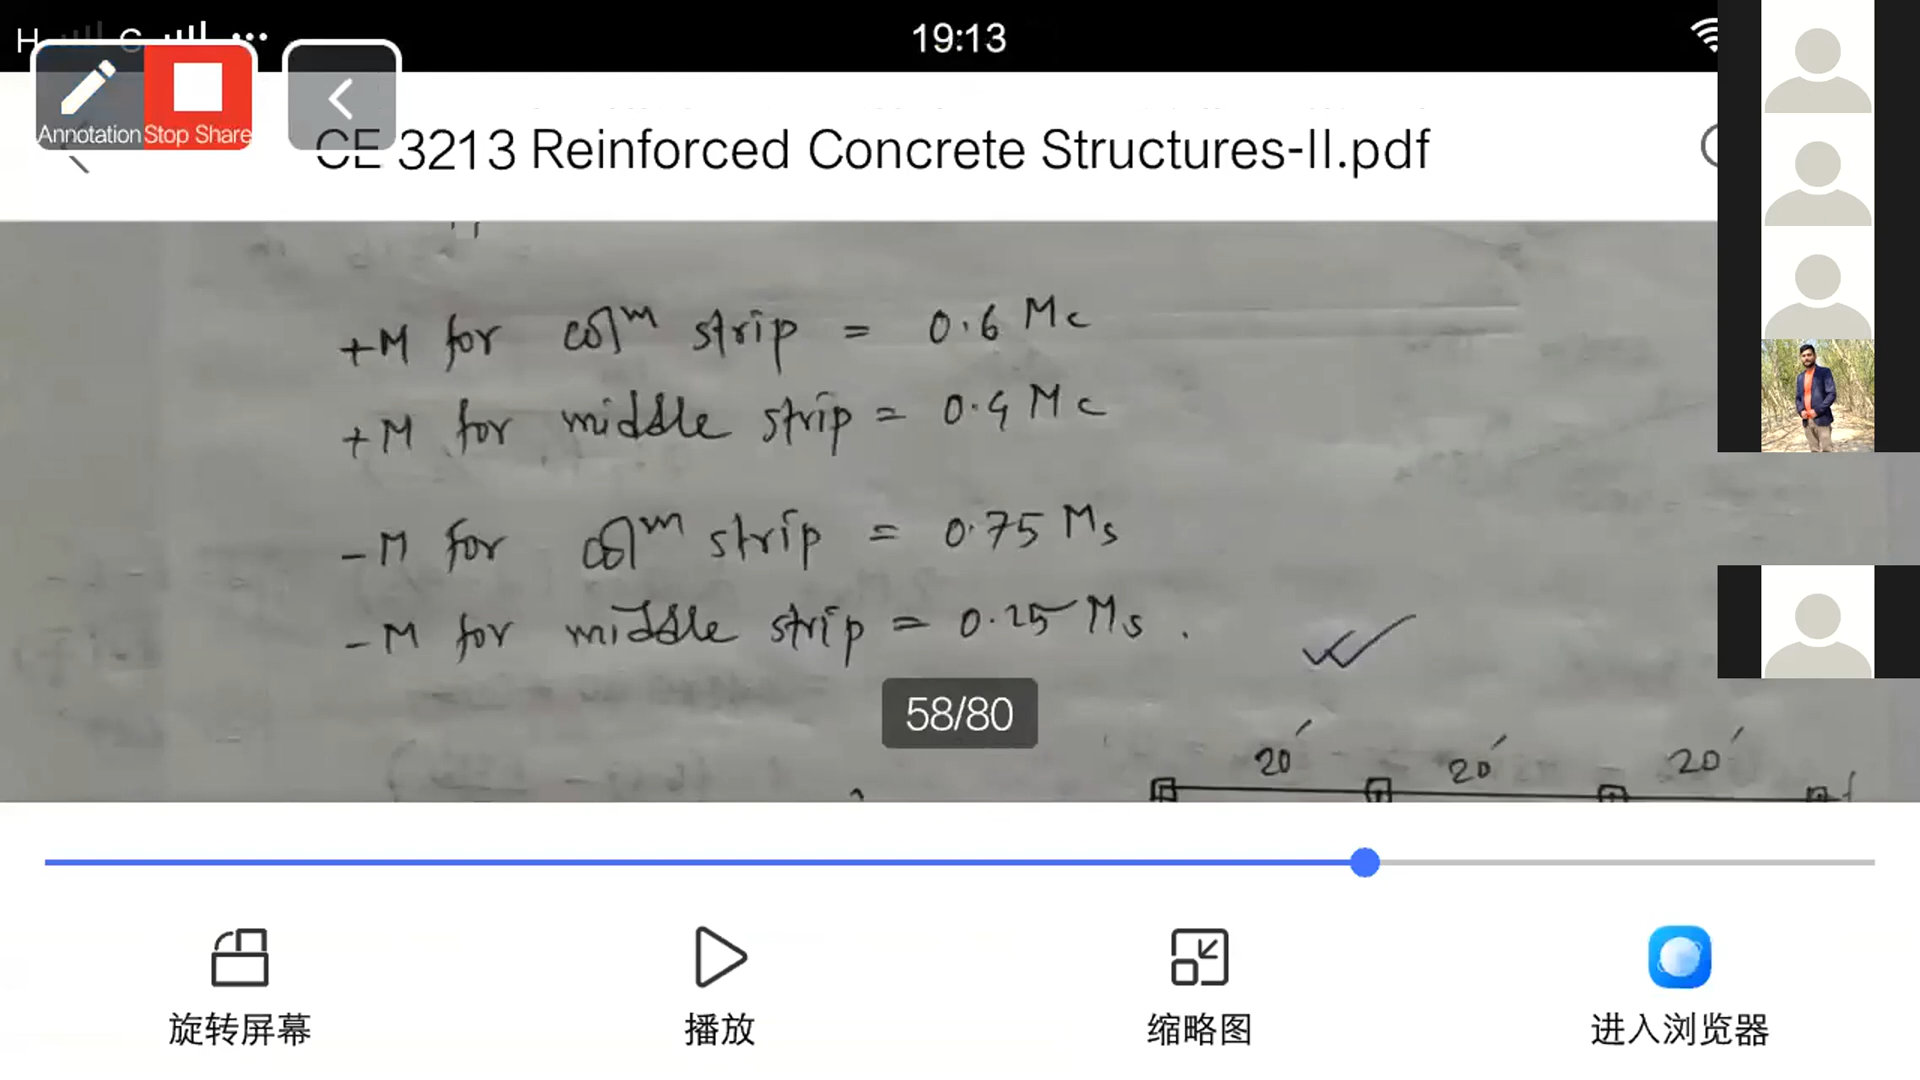 19:13
Annotation Stop Share
CE 3213 Reinforced Concrete Structures-II.pdf
+M for colm strip = 0.6 Mc
+M for middle strip = 0.4 Mc
-M for colm strip = 0.75 Ms
-M for middle strip = 0.25 Ms.
58/80
20' 20' 20'
旋转屏幕 播放 缩略图 进入浏览器